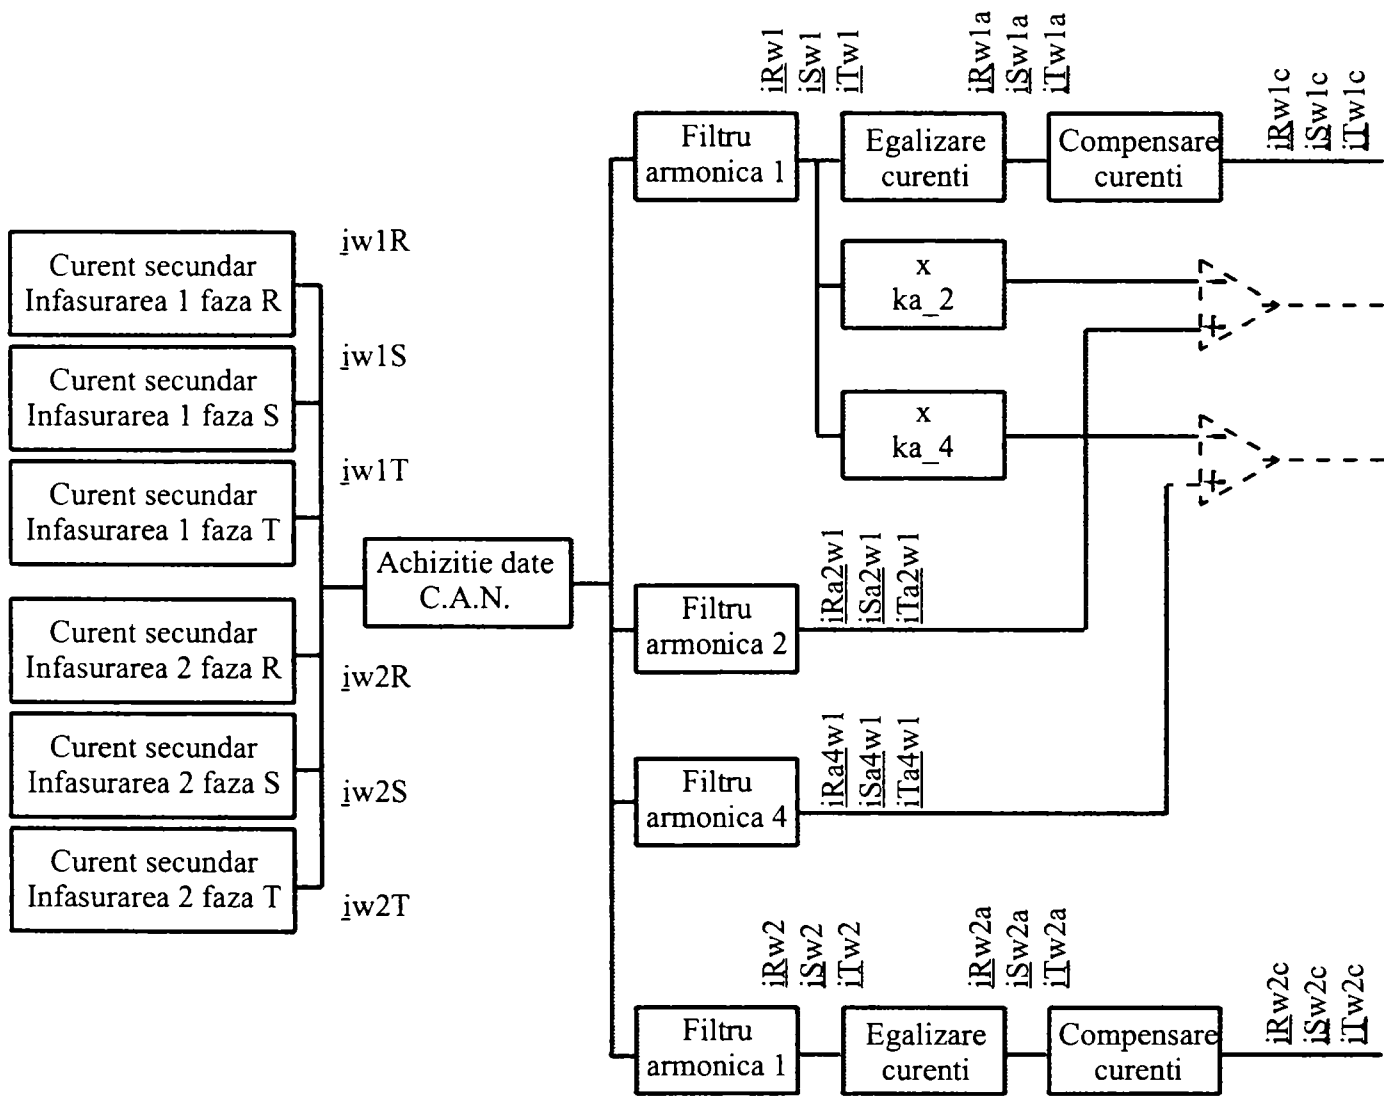 iRw1
iSw1
iTw1
iRw1a
iSw1a
iTw1a
iRw1c
iSw1c
iTw1c
Filtru
armonica 1
Egalizare
curenti
Compensare
curenti
Curent secundar
Infasurarea 1 faza R
iw1R
x
ka_2
−
+
Curent secundar
Infasurarea 1 faza S
iw1S
x
ka_4
−
+
Curent secundar
Infasurarea 1 faza T
iw1T
Achizitie date
C.A.N.
iRa2w1
iSa2w1
iTa2w1
Filtru
armonica 2
Curent secundar
Infasurarea 2 faza R
iw2R
Curent secundar
Infasurarea 2 faza S
iw2S
iRa4w1
iSa4w1
iTa4w1
Filtru
armonica 4
Curent secundar
Infasurarea 2 faza T
iw2T
iRw2
iSw2
iTw2
iRw2a
iSw2a
iTw2a
iRw2c
iSw2c
iTw2c
Filtru
armonica 1
Egalizare
curenti
Compensare
curenti